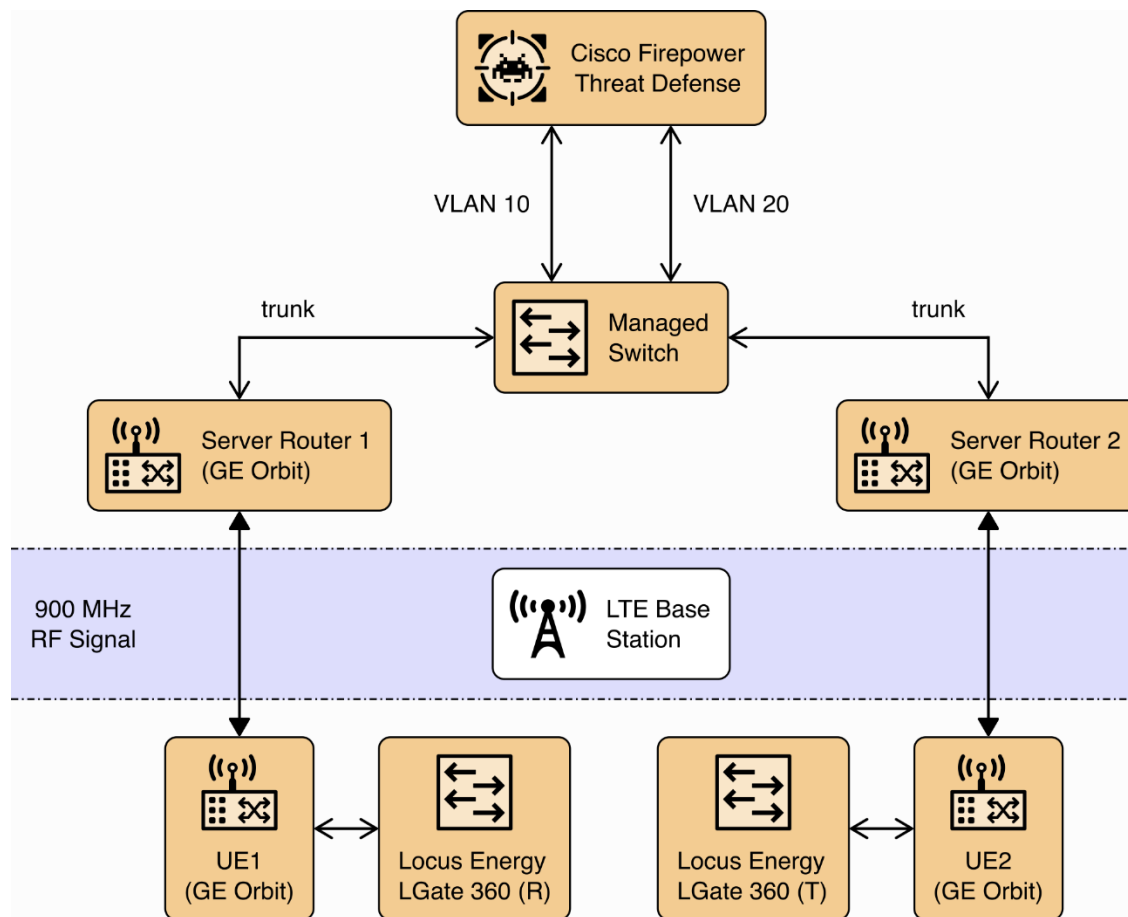 Cisco Firepower
Threat Defense
VLAN 10
VLAN 20
trunk
Managed
Switch
trunk
Server Router 1
(GE Orbit)
Server Router 2
(GE Orbit)
900 MHz
RF Signal
LTE Base
Station
UE1
(GE Orbit)
Locus Energy
LGate 360 (R)
Locus Energy
LGate 360 (T)
UE2
(GE Orbit)